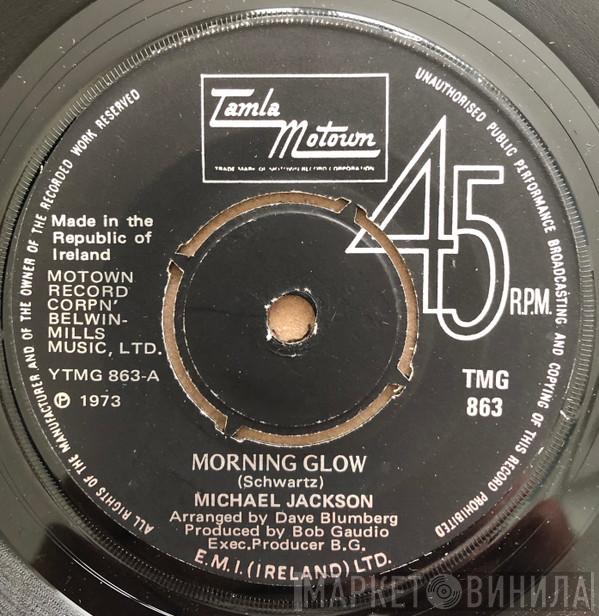 ALL RIGHTS OF THE MANUFACTURER AND OF THE OWNER OF THE RECORDED WORK RESERVED
UNAUTHORISED PUBLIC PERFORMANCE BROADCASTING AND COPYING OF THIS RECORD PROHIBITED
Tamla
Motown
TRADE MARK OF MOTOWN RECORD CORPORATION
45
R.P.M.
Made in the
Republic of
Ireland
MOTOWN
RECORD
CORPN'
BELWIN-
MILLS
MUSIC, LTD.
YTMG 863-A
℗ 1973
TMG
863
MORNING GLOW
(Schwartz)
MICHAEL JACKSON
Arranged by Dave Blumberg
Produced by Bob Gaudio
Exec.Producer B.G.
E.M.I.(IRELAND) LTD.
МАРКЕТ ВИНИЛА